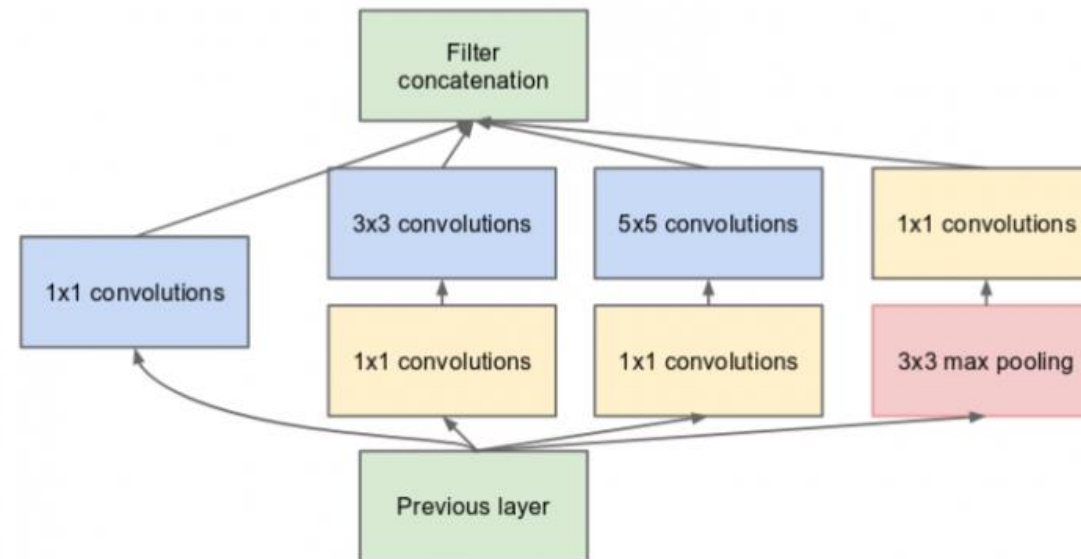 Filter
concatenation
3x3 convolutions
5x5 convolutions
1x1 convolutions
1x1 convolutions
1x1 convolutions
1x1 convolutions
3x3 max pooling
Previous layer